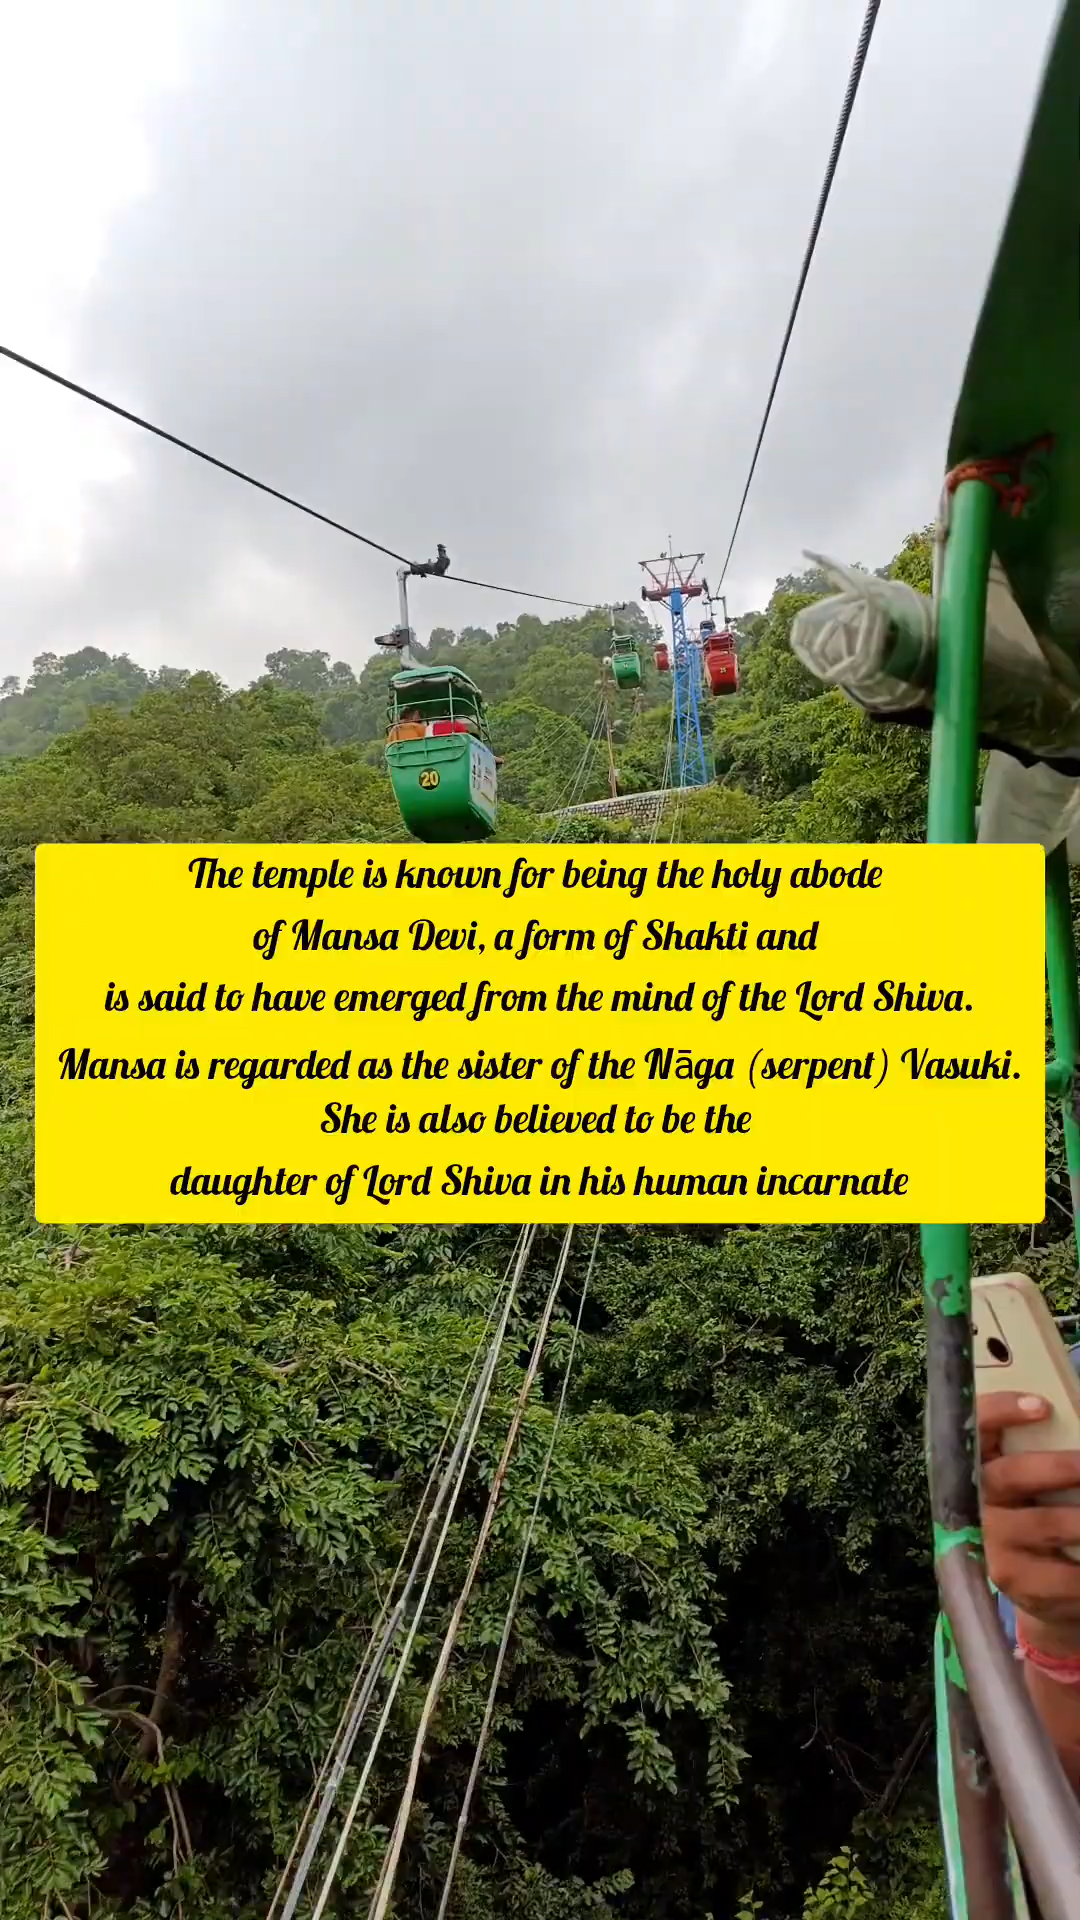 20
The temple is known for being the holy abode
of Mansa Devi, a form of Shakti and
is said to have emerged from the mind of the Lord Shiva.
Mansa is regarded as the sister of the Nāga (serpent) Vasuki.
She is also believed to be the
daughter of Lord Shiva in his human incarnate